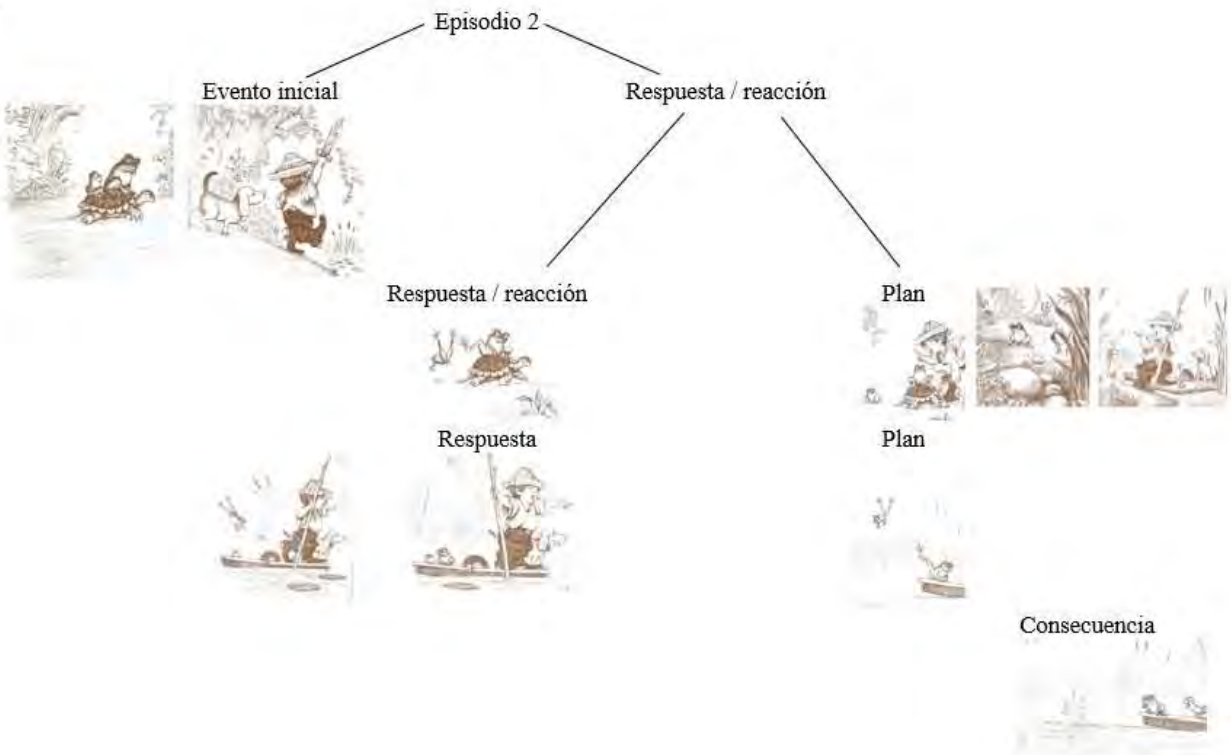 Episodio 2
Evento inicial
Respuesta / reacción
Respuesta / reacción
Plan
Respuesta
Plan
Consecuencia